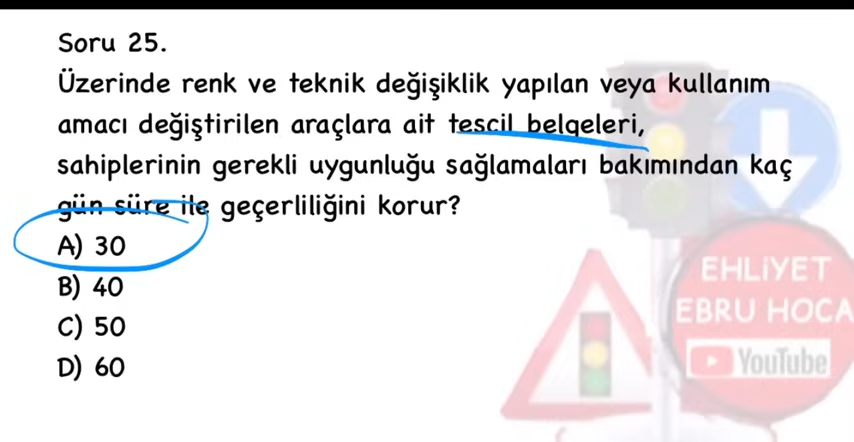 Soru 25.
Üzerinde renk ve teknik değişiklik yapılan veya kullanım
amacı değiştirilen araçlara ait tescil belgeleri,
sahiplerinin gerekli uygunluğu sağlamaları bakımından kaç
gün süre ile geçerliliğini korur?
A) 30
B) 40
C) 50
D) 60
EHLİYET
EBRU HOCA
YouTube